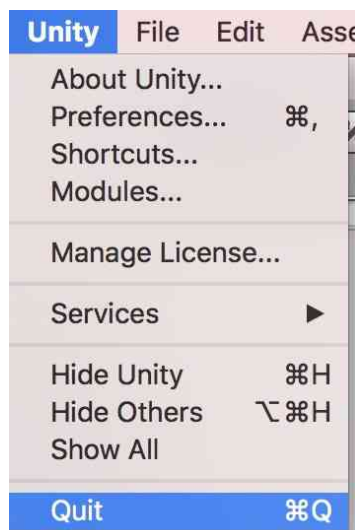 Unity File Edit Asse
About Unity...
Preferences... ⌘,
Shortcuts...
Modules...
Manage License...
Services ▶
Hide Unity ⌘H
Hide Others ⌥⌘H
Show All
Quit ⌘Q